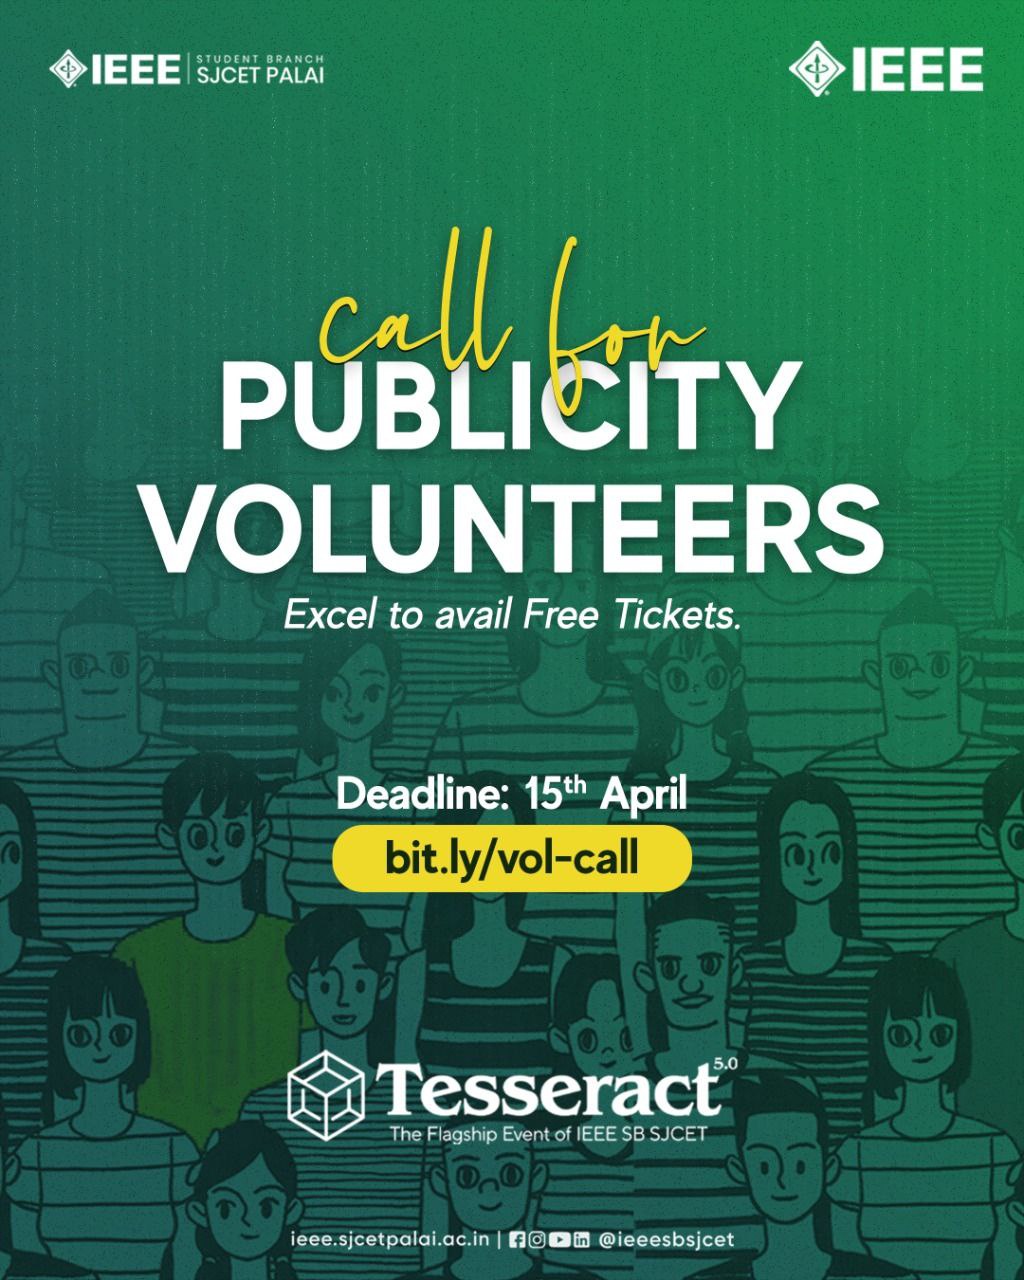 IEEE STUDENT BRANCH
SJCET PALAI
IEEE
call for
PUBLICITY
VOLUNTEERS
Excel to avail Free Tickets.
Deadline: 15th April
bit.ly/vol-call
Tesseract 5.0
The Flagship Event of IEEE SB SJCET
ieee.sjcetpalai.ac.in | @ieeesbsjcet